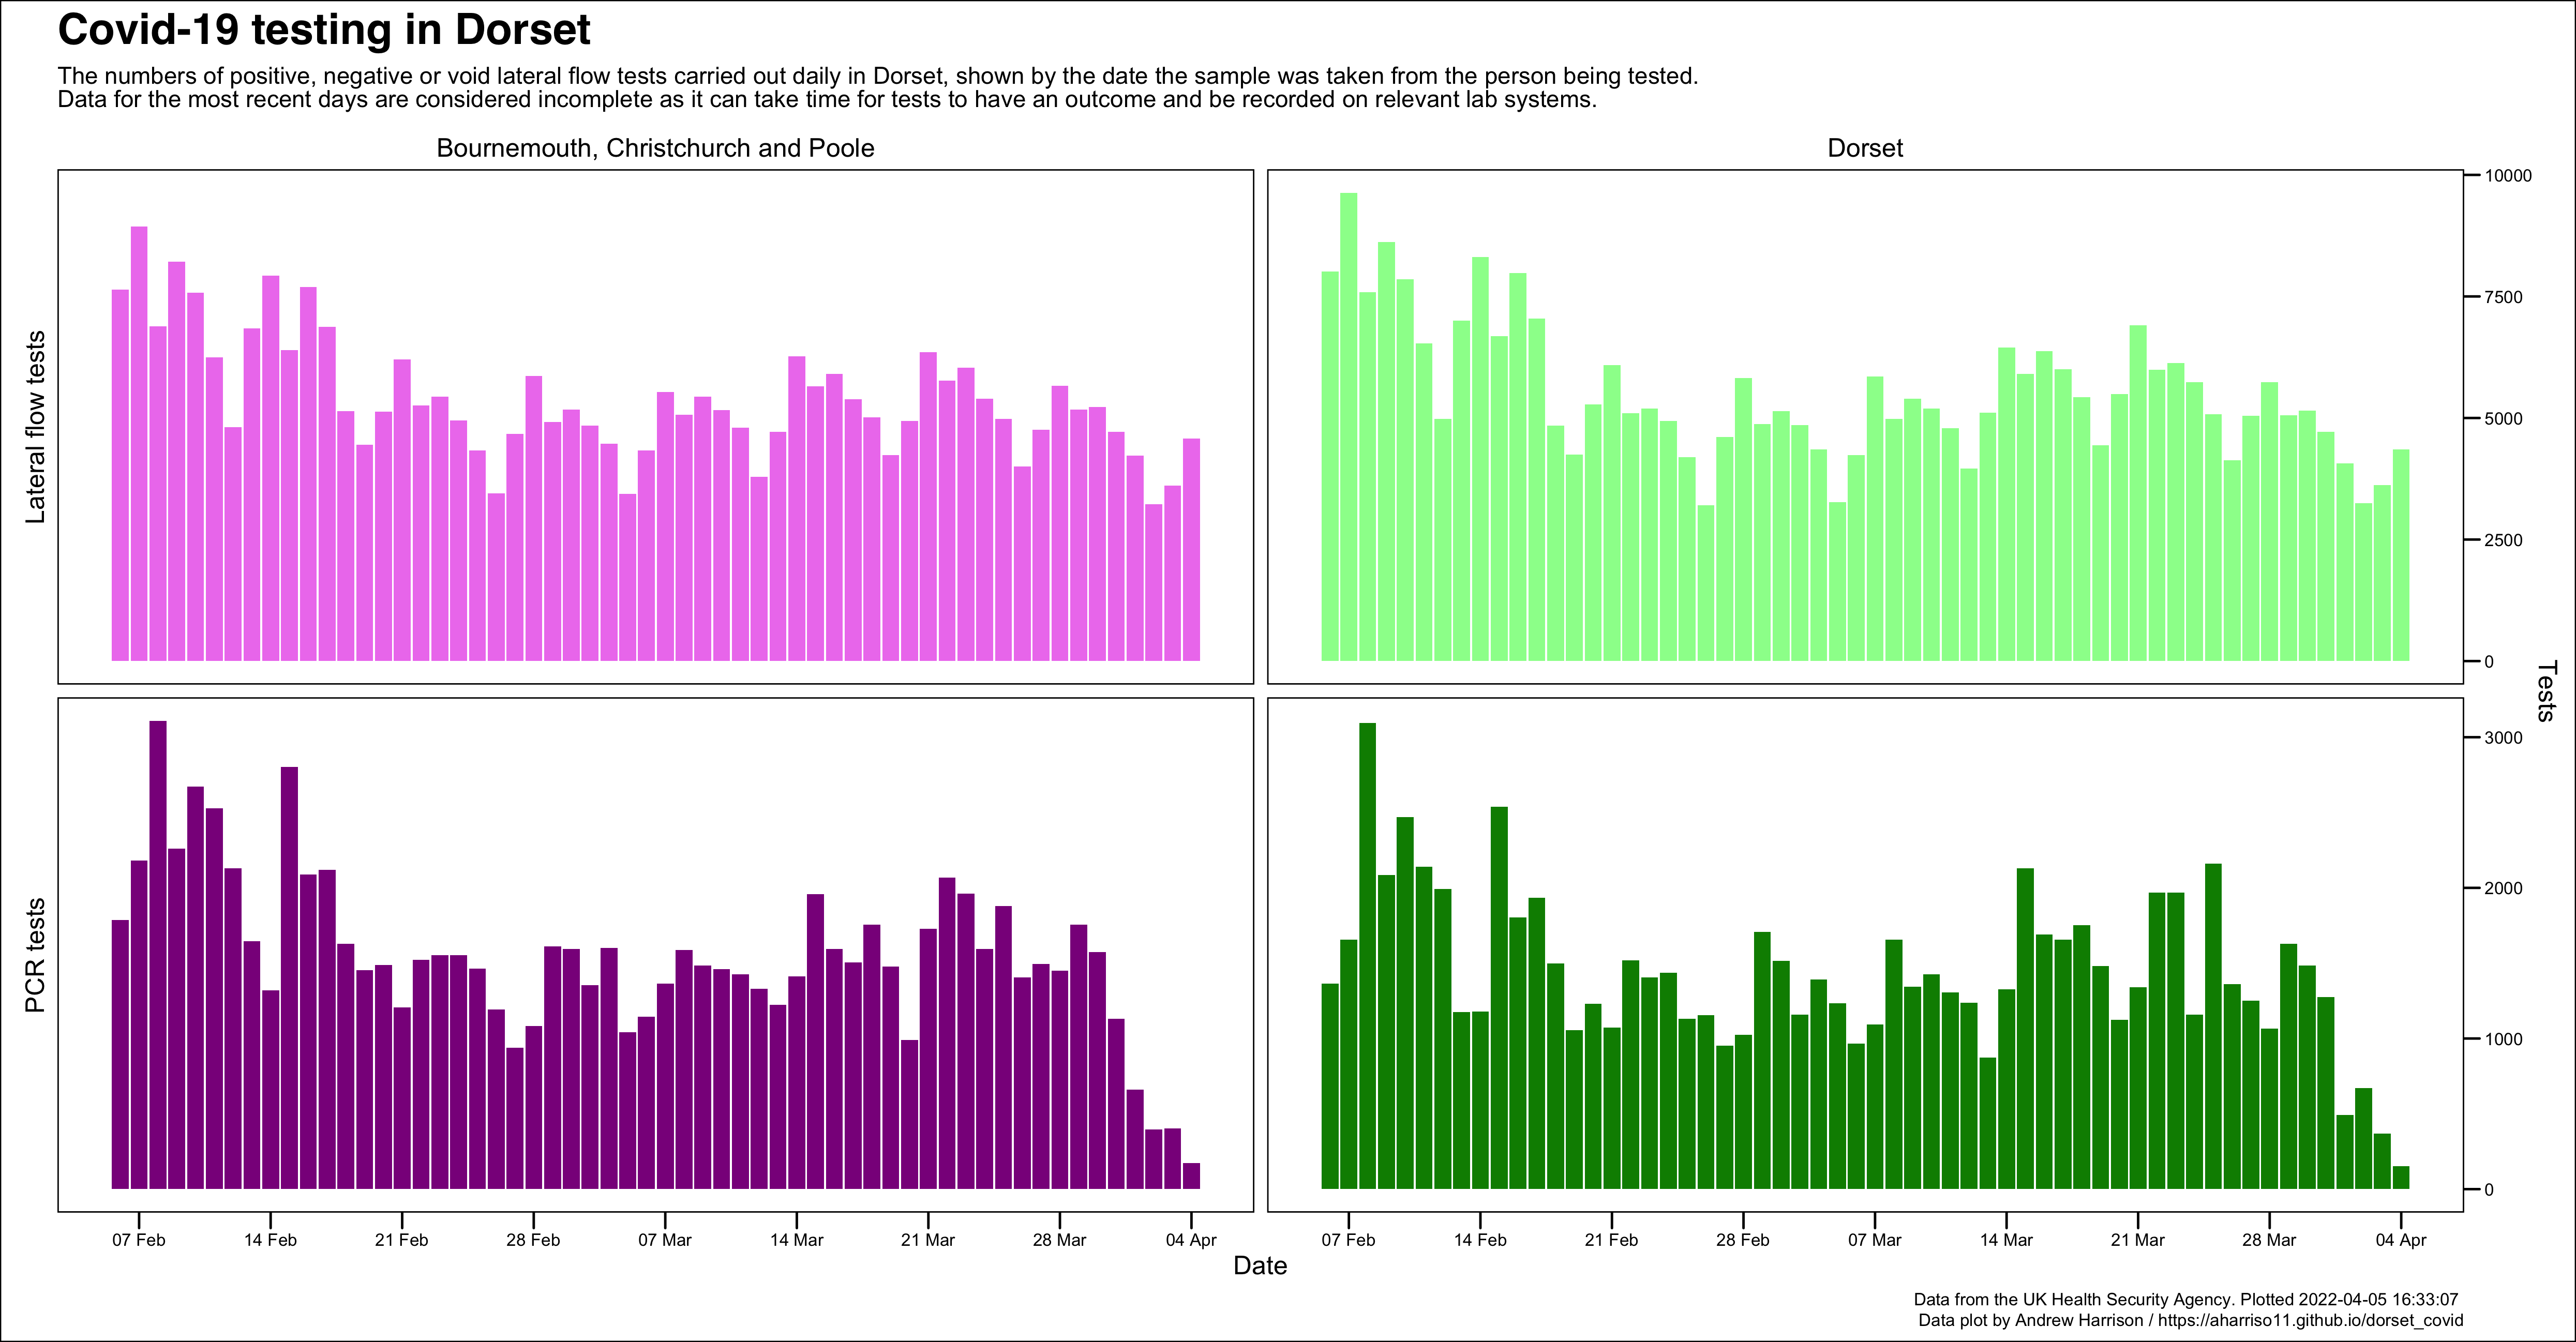 Covid-19 testing in Dorset
The numbers of positive, negative or void lateral flow tests carried out daily in Dorset, shown by the date the sample was taken from the person being tested.
Data for the most recent days are considered incomplete as it can take time for tests to have an outcome and be recorded on relevant lab systems.
Bournemouth, Christchurch and Poole
Dorset
Lateral flow tests
10000
7500
5000
2500
0
Tests
PCR tests
3000
2000
1000
0
07 Feb 14 Feb 21 Feb 28 Feb 07 Mar 14 Mar 21 Mar 28 Mar 04 Apr
07 Feb 14 Feb 21 Feb 28 Feb 07 Mar 14 Mar 21 Mar 28 Mar 04 Apr
Date
Data from the UK Health Security Agency. Plotted 2022-04-05 16:33:07
Data plot by Andrew Harrison / https://aharriso11.github.io/dorset_covid